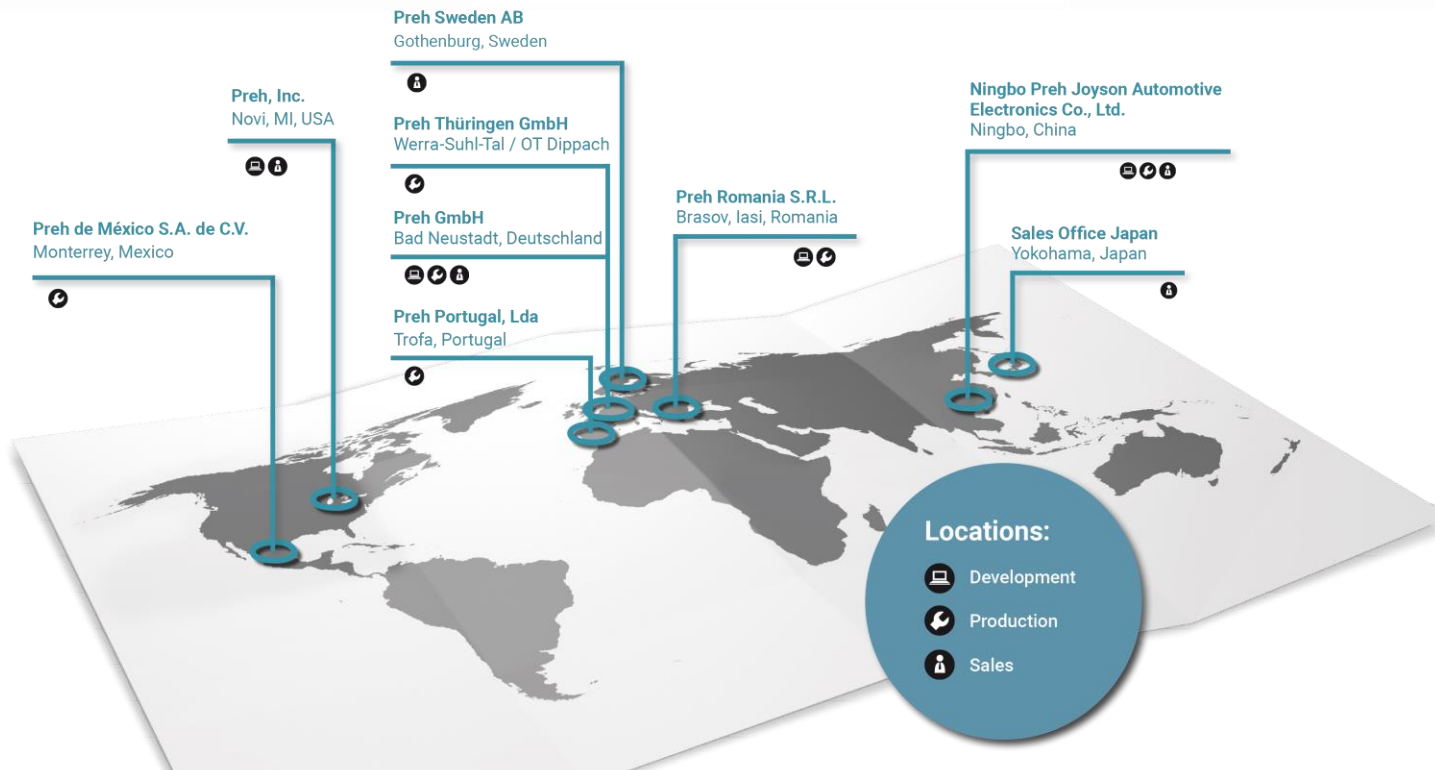 Preh Sweden AB
Gothenburg, Sweden
Preh, Inc.
Novi, MI, USA
Preh Thüringen GmbH
Werra-Suhl-Tal / OT Dippach
Preh GmbH
Bad Neustadt, Deutschland
Preh de México S.A. de C.V.
Monterrey, Mexico
Preh Portugal, Lda
Trofa, Portugal
Preh Romania S.R.L.
Brasov, Iasi, Romania
Ningbo Preh Joyson Automotive
Electronics Co., Ltd.
Ningbo, China
Sales Office Japan
Yokohama, Japan
Locations:
Development
Production
Sales